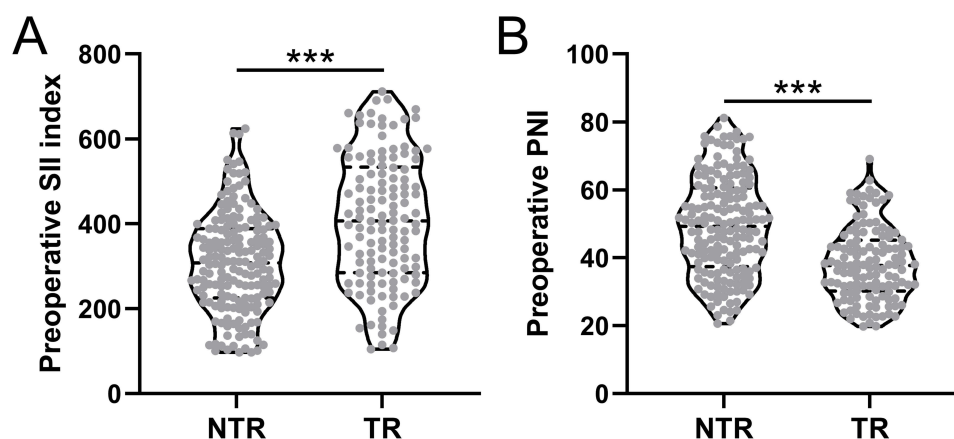 A
Preoperative SII index
800
600
400
200
0
***
NTR
TR
B
Preoperative PNI
100
80
60
40
20
0
***
NTR
TR